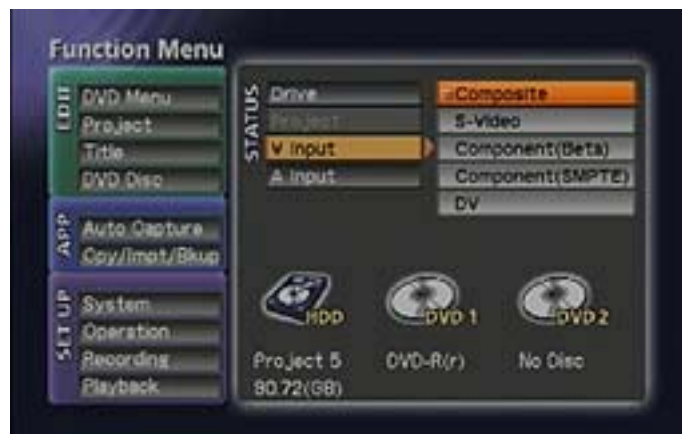 Function Menu
EDIT
DVD Menu
Project
Title
DVD Disc
APP
Auto Capture
Cpy/Impt/Bkup
SET UP
System
Operation
Recording
Playback
STATUS
Drive
Project
V Input
A Input
Composite
S-Video
Component(Beta)
Component(SMPTE)
DV
HDD
DVD 1
DVD 2
Project 5
DVD-R(r)
No Disc
90.72(GB)